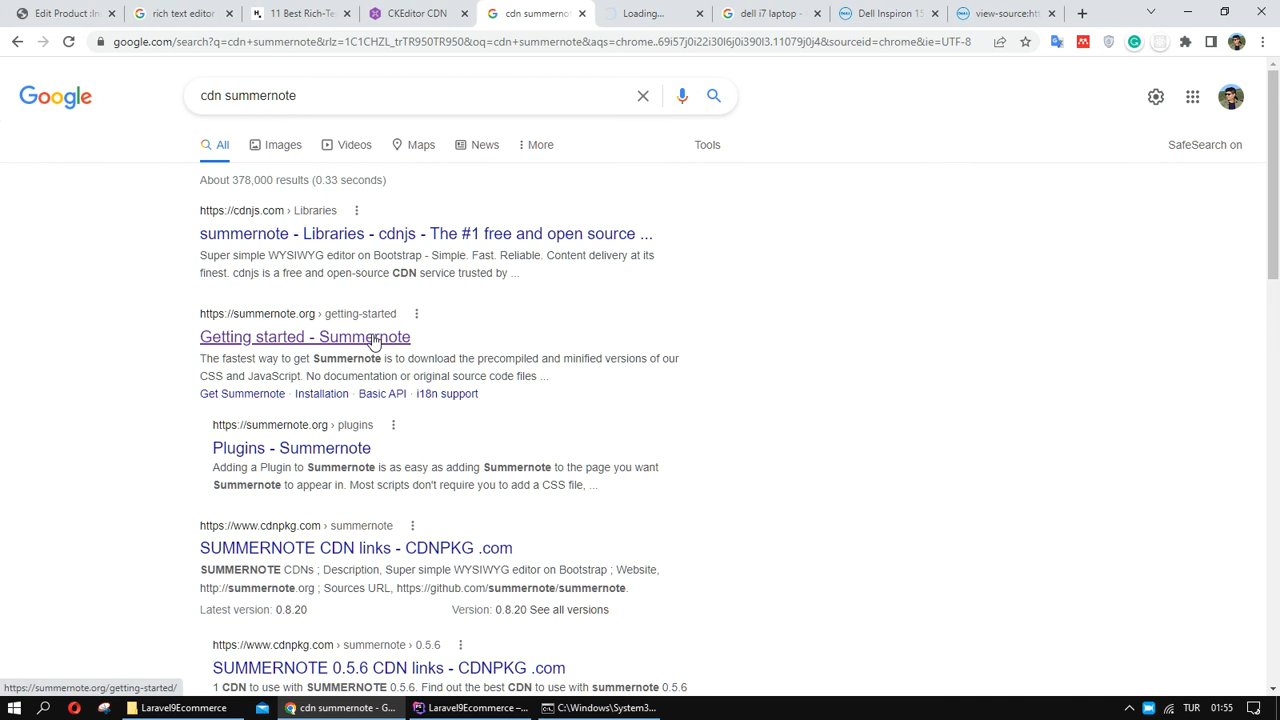 Edit Product :Ind
rich text editor
11 Best Rich-Tex
CKEditor CDN
cdn summernote
Loading...
dell i7 laptop -
Dell Inspiron 15
view-source:htt
google.com/search?q=cdn+summernote&rlz=1C1CHZL_trTR950TR950&oq=cdn+summernote&aqs=chrome..69i57j0i22i30l6j0i390l3.11079j0j4&sourceid=chrome&ie=UTF-8
Google
cdn summernote
All
Images
Videos
Maps
News
More
Tools
SafeSearch on
About 378,000 results (0.33 seconds)
https://cdnjs.com › Libraries
summernote - Libraries - cdnjs - The #1 free and open source ...
Super simple WYSIWYG editor on Bootstrap - Simple. Fast. Reliable. Content delivery at its
finest. cdnjs is a free and open-source CDN service trusted by ...
https://summernote.org › getting-started
Getting started - Summernote
The fastest way to get Summernote is to download the precompiled and minified versions of our
CSS and JavaScript. No documentation or original source code files ...
Get Summernote · Installation · Basic API · i18n support
https://summernote.org › plugins
Plugins - Summernote
Adding a Plugin to Summernote is as easy as adding Summernote to the page you want
Summernote to appear in. Most scripts don't require you to add a CSS file, ...
https://www.cdnpkg.com › summernote
SUMMERNOTE CDN links - CDNPKG .com
SUMMERNOTE CDNs ; Description, Super simple WYSIWYG editor on Bootstrap ; Website,
http://summernote.org ; Sources URL, https://github.com/summernote/summernote.
Latest version: 0.8.20
Version: 0.8.20 See all versions
https://www.cdnpkg.com › summernote › 0.5.6
SUMMERNOTE 0.5.6 CDN links - CDNPKG .com
1 CDN to use with SUMMERNOTE 0.5.6. Find out the best CDN to use with summernote 0.5.6
https://summernote.org/getting-started/
Laravel9Ecommerce
cdn summernote - G...
Laravel9Ecommerce –...
C:\Windows\System3...
TUR
01:55